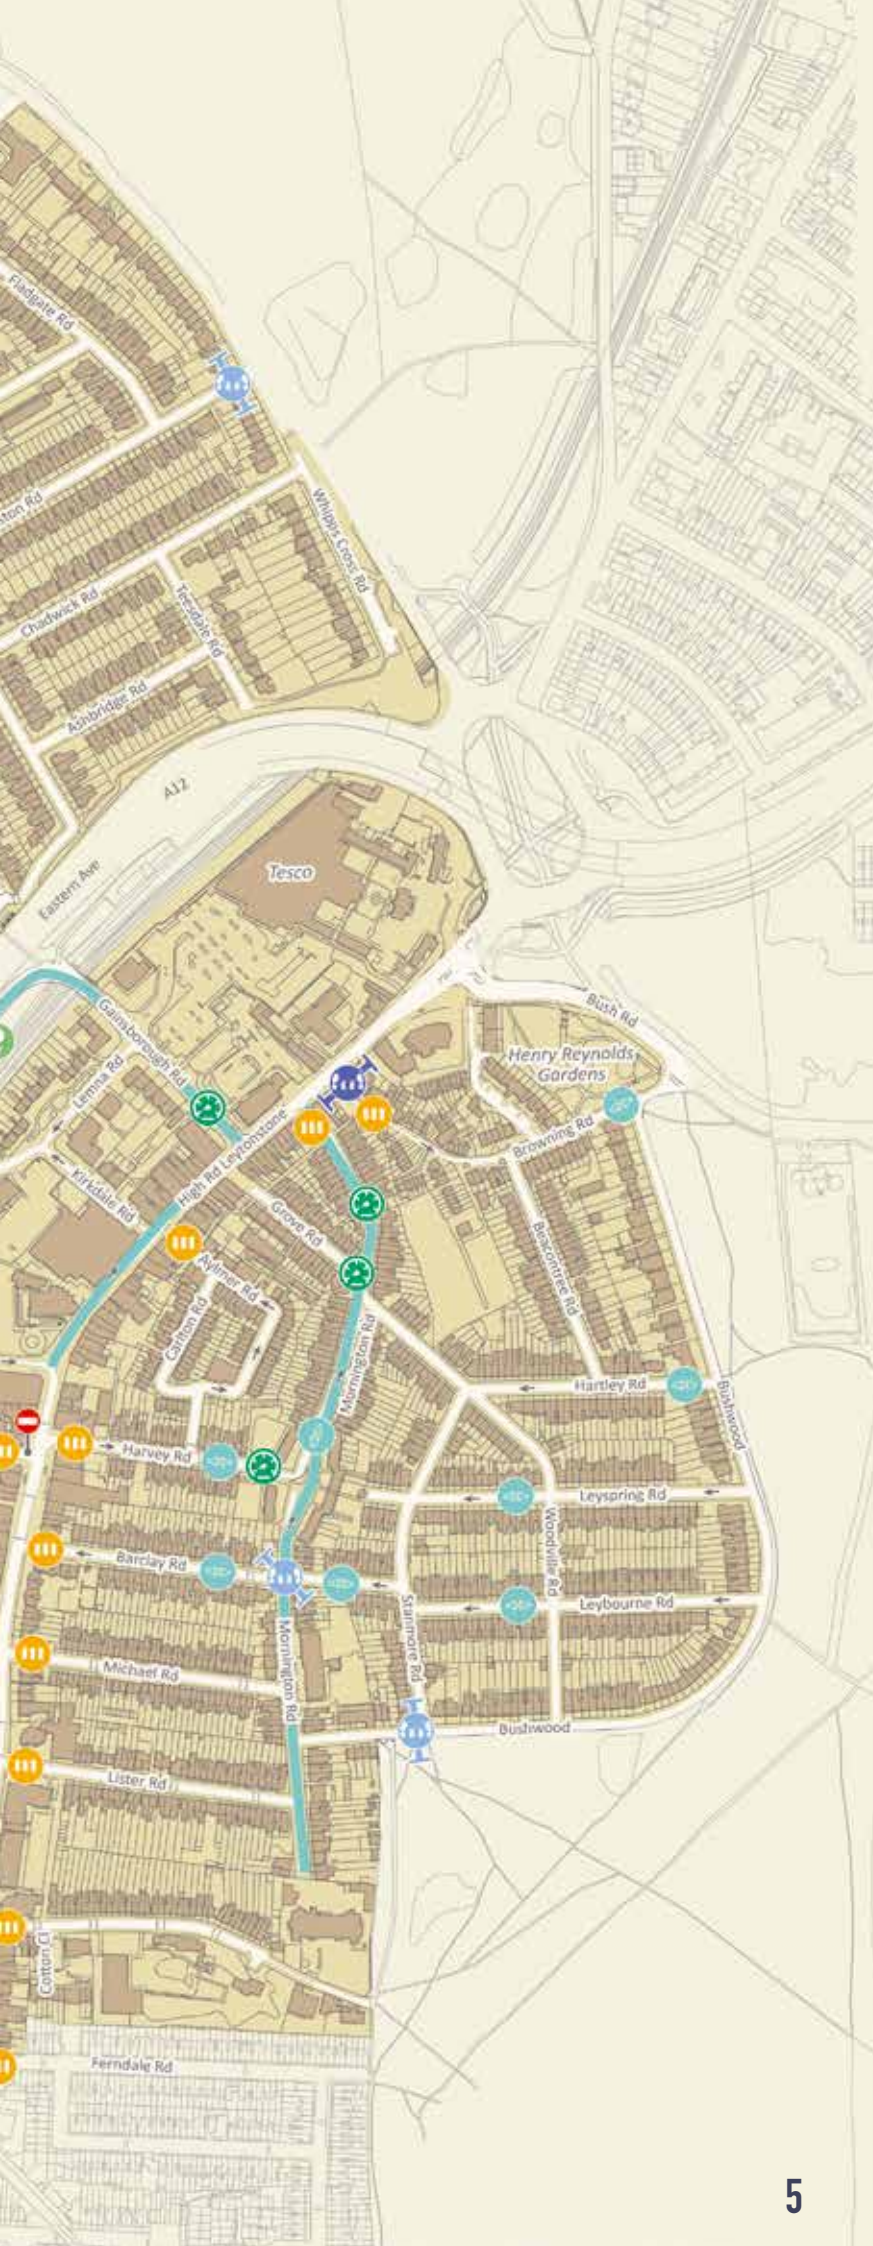 Fladgate Rd
ston Rd
Whipps Cross Rd
Chadwick Rd
Teesdale Rd
Ashbridge Rd
A12
Tesco
Eastern Ave
Gainsborough Rd
Bush Rd
Henry Reynolds
Gardens
Lemna Rd
High Rd Leytonstone
Browning Rd
Kirkdale Rd
Grove Rd
Beacontree Rd
Aylmer Rd
Carlton Rd
Mornington Rd
Hartley Rd
Bushwood
Harvey Rd
Leyspring Rd
Woodville Rd
Barclay Rd
Stanmore Rd
Leybourne Rd
Mornington Rd
Michael Rd
Bushwood
Lister Rd
Cotton Cl
Ferndale Rd
5